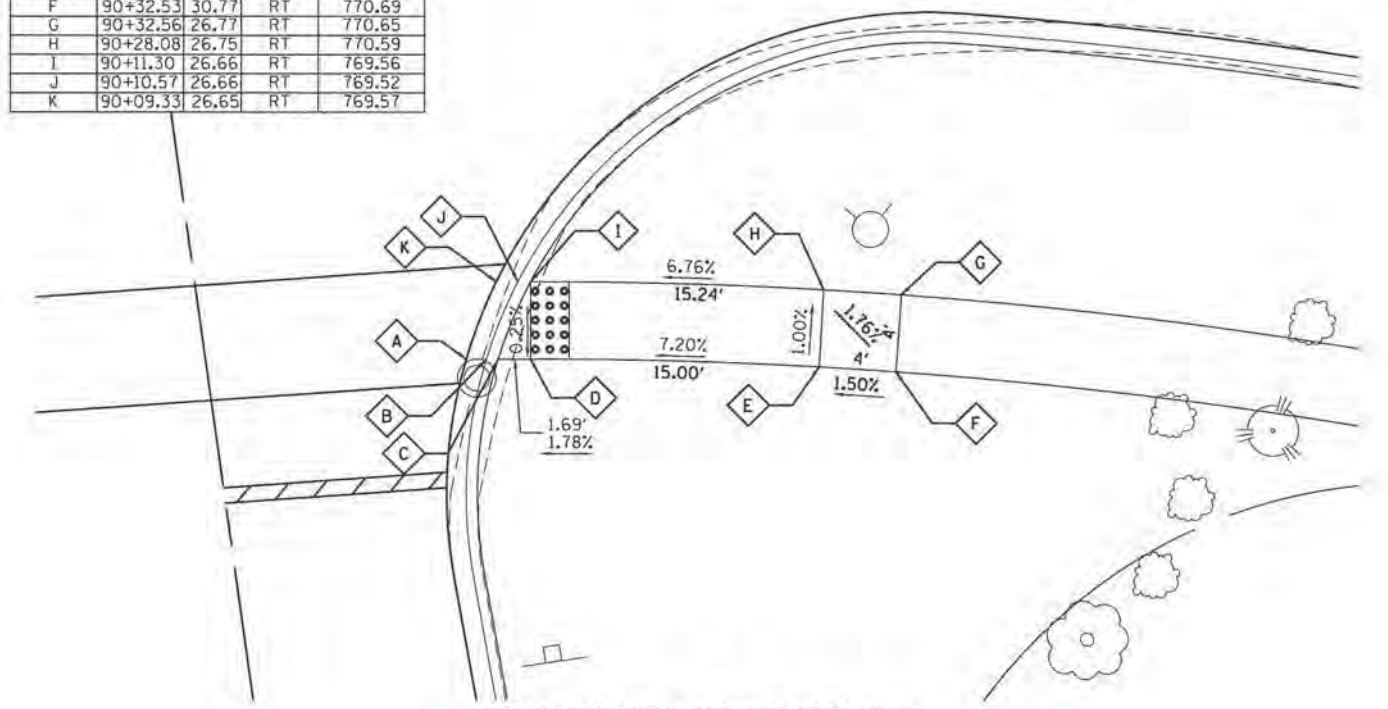 F 90+32.53 30.77 RT 770.69
G 90+32.56 26.77 RT 770.65
H 90+28.08 26.75 RT 770.59
I 90+11.30 26.66 RT 769.56
J 90+10.57 26.66 RT 769.52
K 90+09.33 26.65 RT 769.57
J
K
I
H
G
6.76%
15.24'
0.25%
1.00%
1.76%
A
7.20%
15.00'
4'
1.50%
B
D
E
F
C
1.69'
1.78%